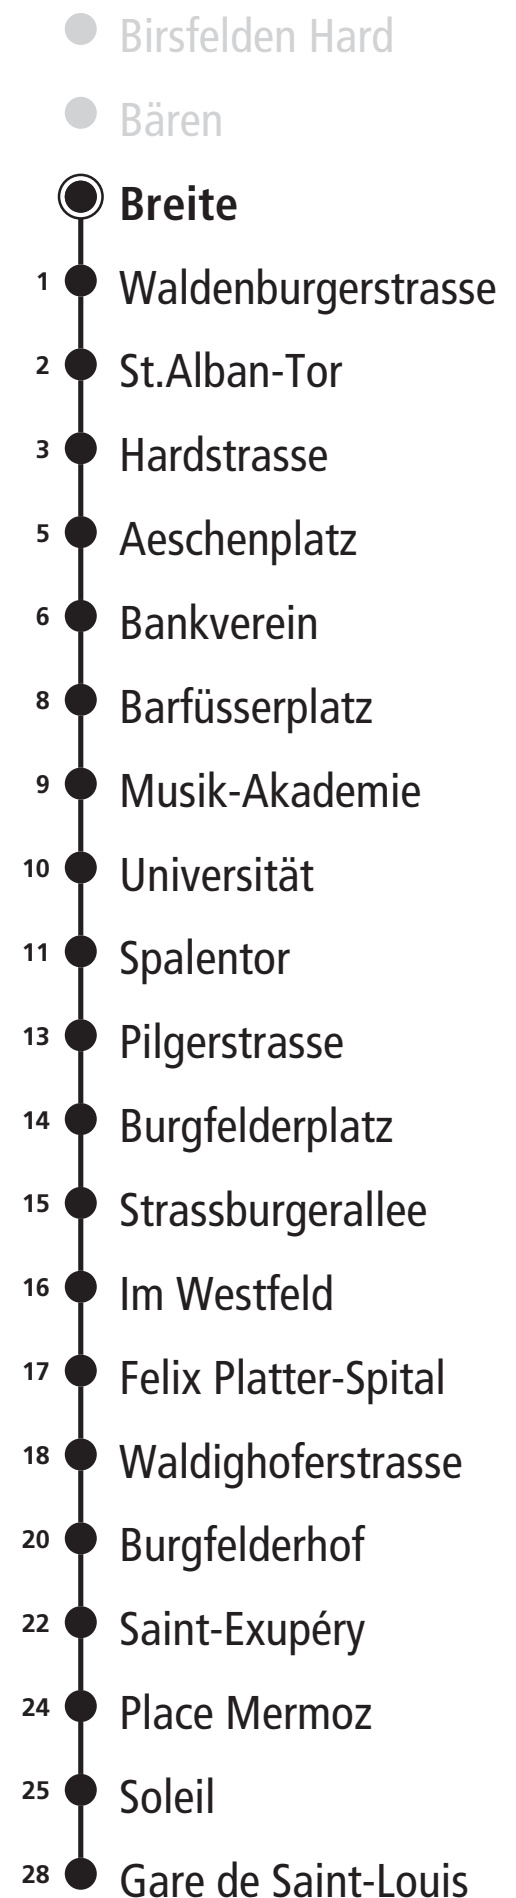 Birsfelden Hard
Bären
Breite
1 Waldenburgerstrasse
2 St.Alban-Tor
3 Hardstrasse
5 Aeschenplatz
6 Bankverein
8 Barfüsserplatz
9 Musik-Akademie
10 Universität
11 Spalentor
13 Pilgerstrasse
14 Burgfelderplatz
15 Strassburgerallee
16 Im Westfeld
17 Felix Platter-Spital
18 Waldighoferstrasse
20 Burgfelderhof
22 Saint-Exupéry
24 Place Mermoz
25 Soleil
28 Gare de Saint-Louis